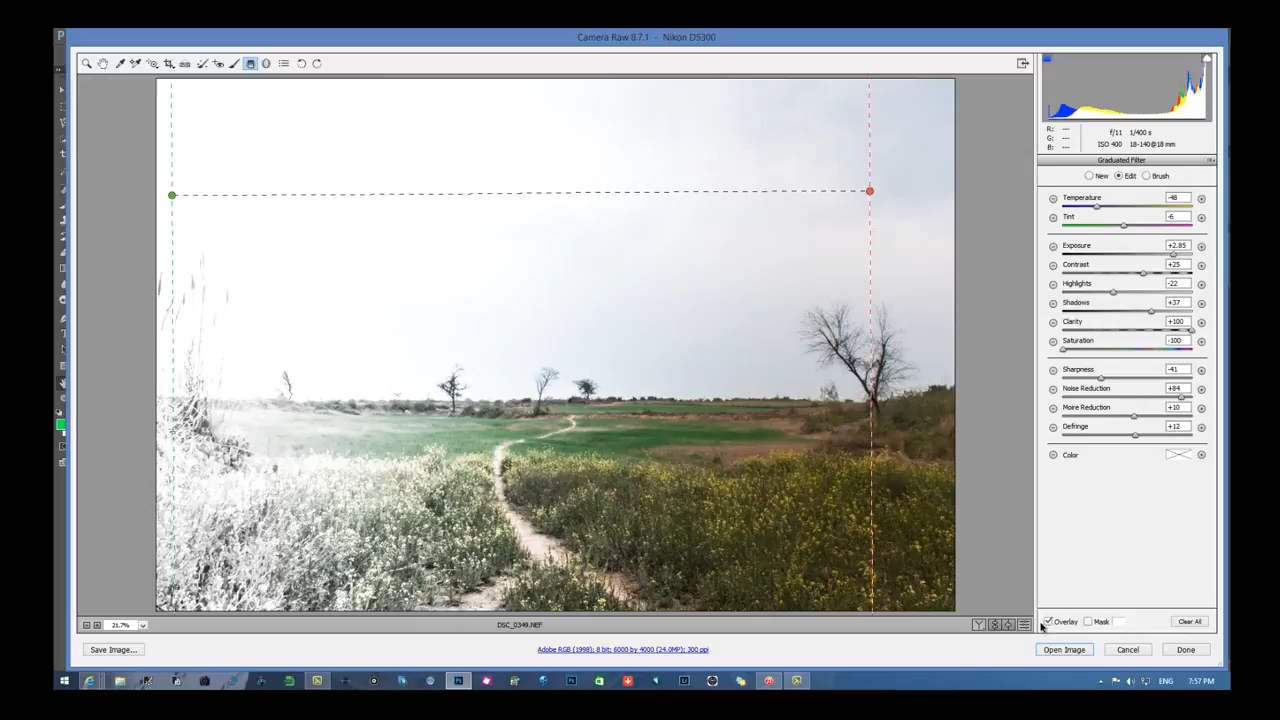 Camera Raw 8.7.1 - Nikon D5300
R: ---
G: ---
B: ---
f/11 1/400 s
ISO 400 18-140@18 mm
Graduated Filter
New Edit Brush
Temperature -48
Tint -6
Exposure +2.85
Contrast +25
Highlights -22
Shadows +37
Clarity +100
Saturation -100
Sharpness -41
Noise Reduction +84
Moire Reduction +10
Defringe +12
Color
Overlay Mask Clear All
21.7% DSC_0349.NEF
Save Image... Adobe RGB (1998); 8 bit; 6000 by 4000 (24.0MP); 300 ppi Open Image Cancel Done
ENG 7:57 PM